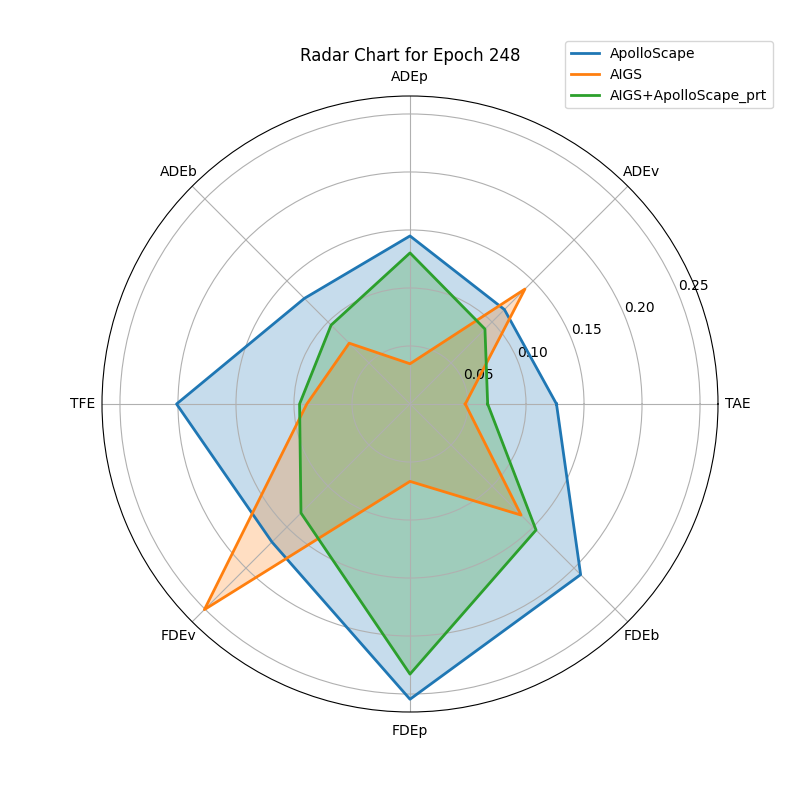 Radar Chart for Epoch 248
ApolloScape
AIGS
AIGS+ApolloScape_prt
ADEp
ADEb
ADEv
0.25
0.20
0.15
0.10
0.05
TFE
TAE
FDEv
FDEb
FDEp